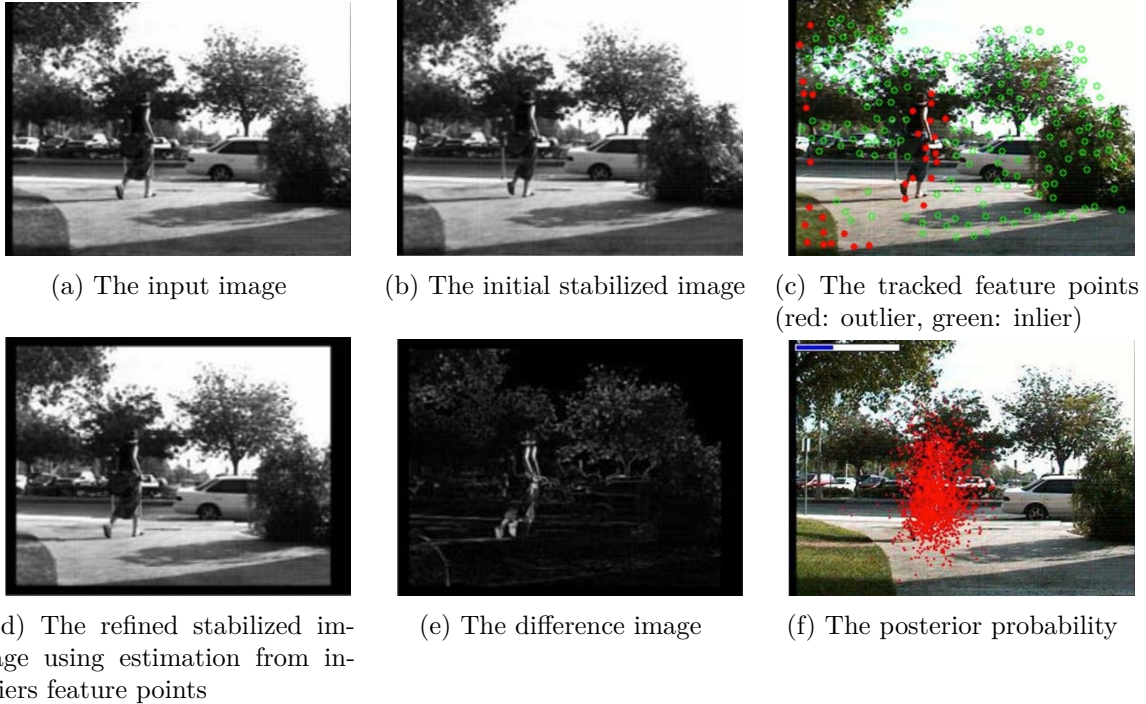 (a) The input image
(b) The initial stabilized image
(c) The tracked feature points
(red: outlier, green: inlier)
d) The refined stabilized im-
age using estimation from in-
iers feature points
(e) The difference image
(f) The posterior probability